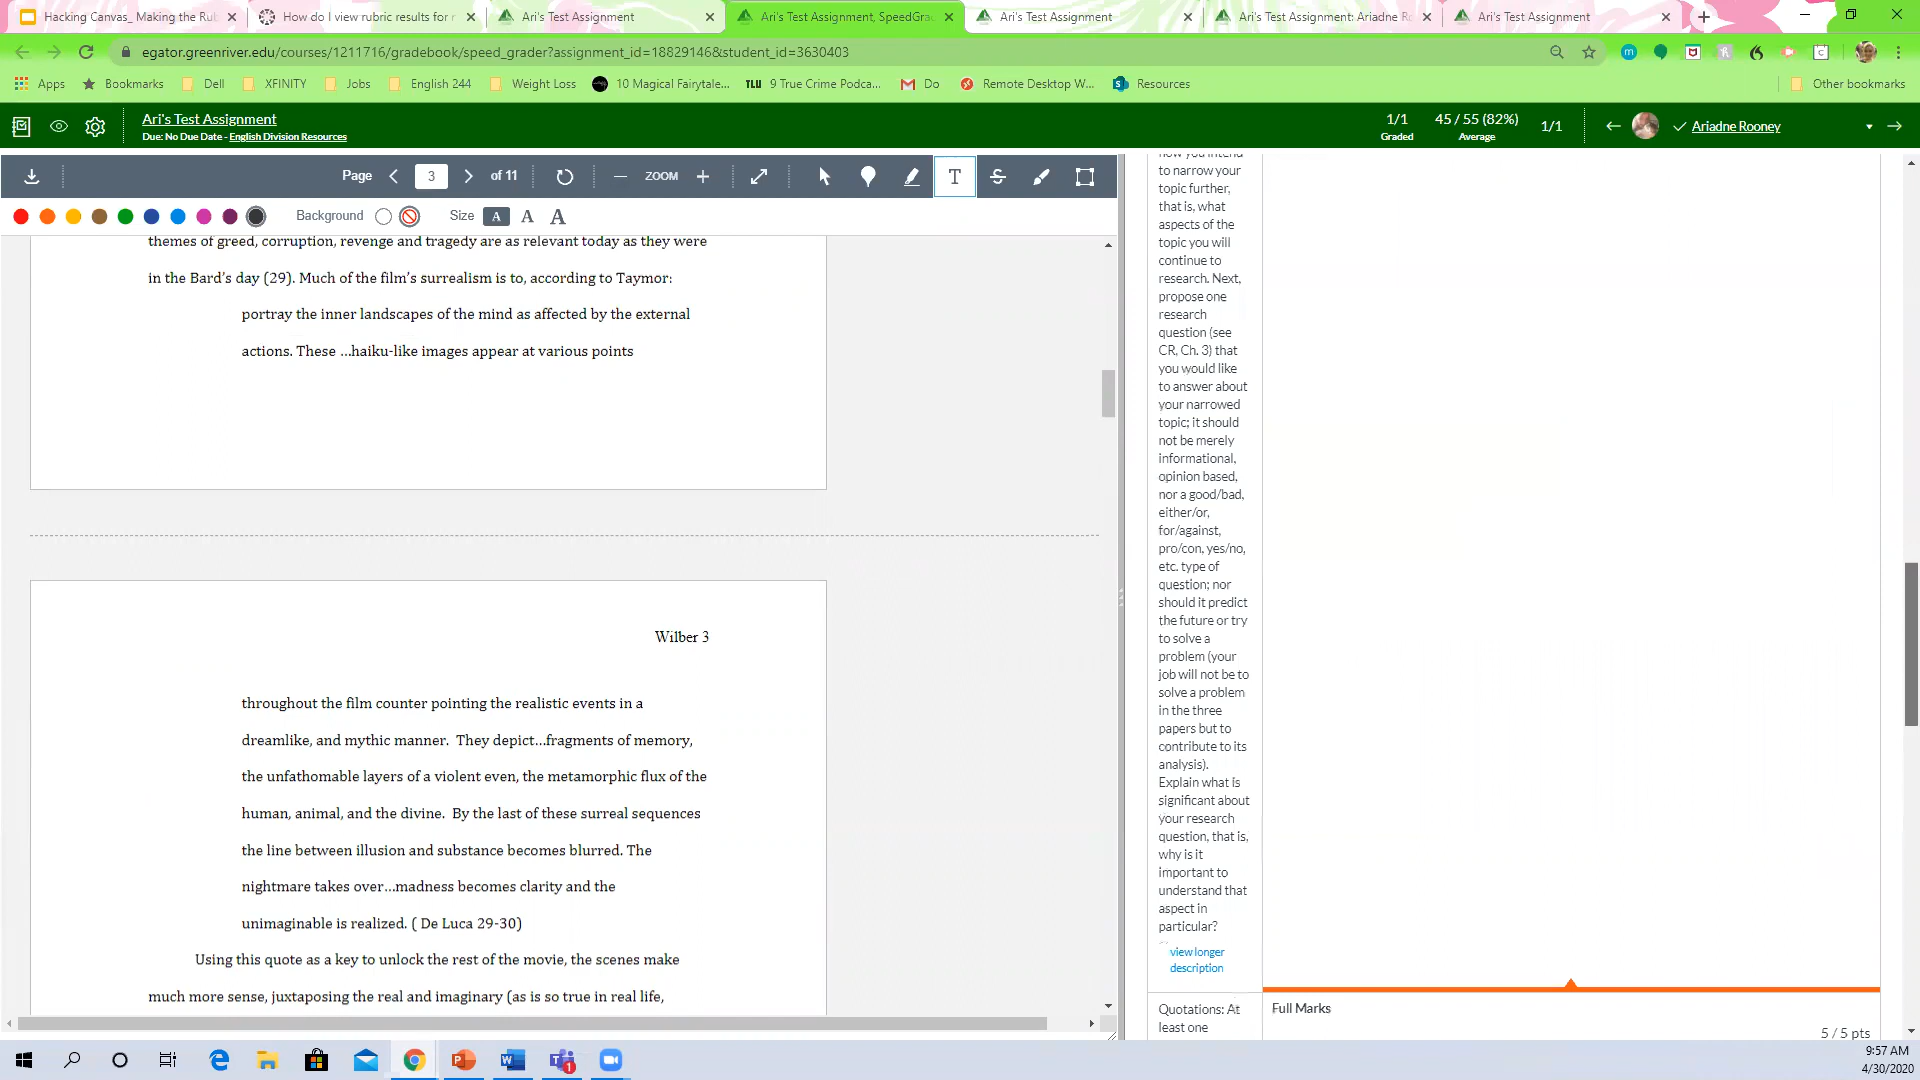 Hacking Canvas_ Making the Rub
How do I view rubric results for r
Ari's Test Assignment
Ari's Test Assignment, SpeedGra
Ari's Test Assignment
Ari's Test Assignment: Ariadne Ro
Ari's Test Assignment
egator.greenriver.edu/courses/1211716/gradebook/speed_grader?assignment_id=18829146&student_id=3630403
Apps
Bookmarks
Dell
XFINITY
Jobs
English 244
Weight Loss
10 Magical Fairytale...
TLU 9 True Crime Podca...
Do
Remote Desktop W...
Resources
Other bookmarks
Ari's Test Assignment
Due: No Due Date - English Division Resources
1/1
Graded
45 / 55 (82%)
Average
1/1
Ariadne Rooney
Page 3 of 11
ZOOM
T
Background
Size A A A
themes of greed, corruption, revenge and tragedy are as relevant today as they were
in the Bard's day (29). Much of the film's surrealism is to, according to Taymor:
portray the inner landscapes of the mind as affected by the external
actions. These ...haiku-like images appear at various points
Wilber 3
throughout the film counter pointing the realistic events in a
dreamlike, and mythic manner.  They depict...fragments of memory,
the unfathomable layers of a violent even, the metamorphic flux of the
human, animal, and the divine.  By the last of these surreal sequences
the line between illusion and substance becomes blurred. The
nightmare takes over...madness becomes clarity and the
unimaginable is realized. ( De Luca 29-30)
Using this quote as a key to unlock the rest of the movie, the scenes make
much more sense, juxtaposing the real and imaginary (as is so true in real life,
how you intend
to narrow your
topic further,
that is, what
aspects of the
topic you will
continue to
research. Next,
propose one
research
question (see
CR, Ch. 3) that
you would like
to answer about
your narrowed
topic; it should
not be merely
informational,
opinion based,
nor a good/bad,
either/or,
for/against,
pro/con, yes/no,
etc. type of
question; nor
should it predict
the future or try
to solve a
problem (your
job will not be to
solve a problem
in the three
papers but to
contribute to its
analysis).
Explain what is
significant about
your research
question, that is,
why is it
important to
understand that
aspect in
particular?
view longer
description
Quotations: At
least one
Full Marks
5 / 5 pts
9:57 AM
4/30/2020